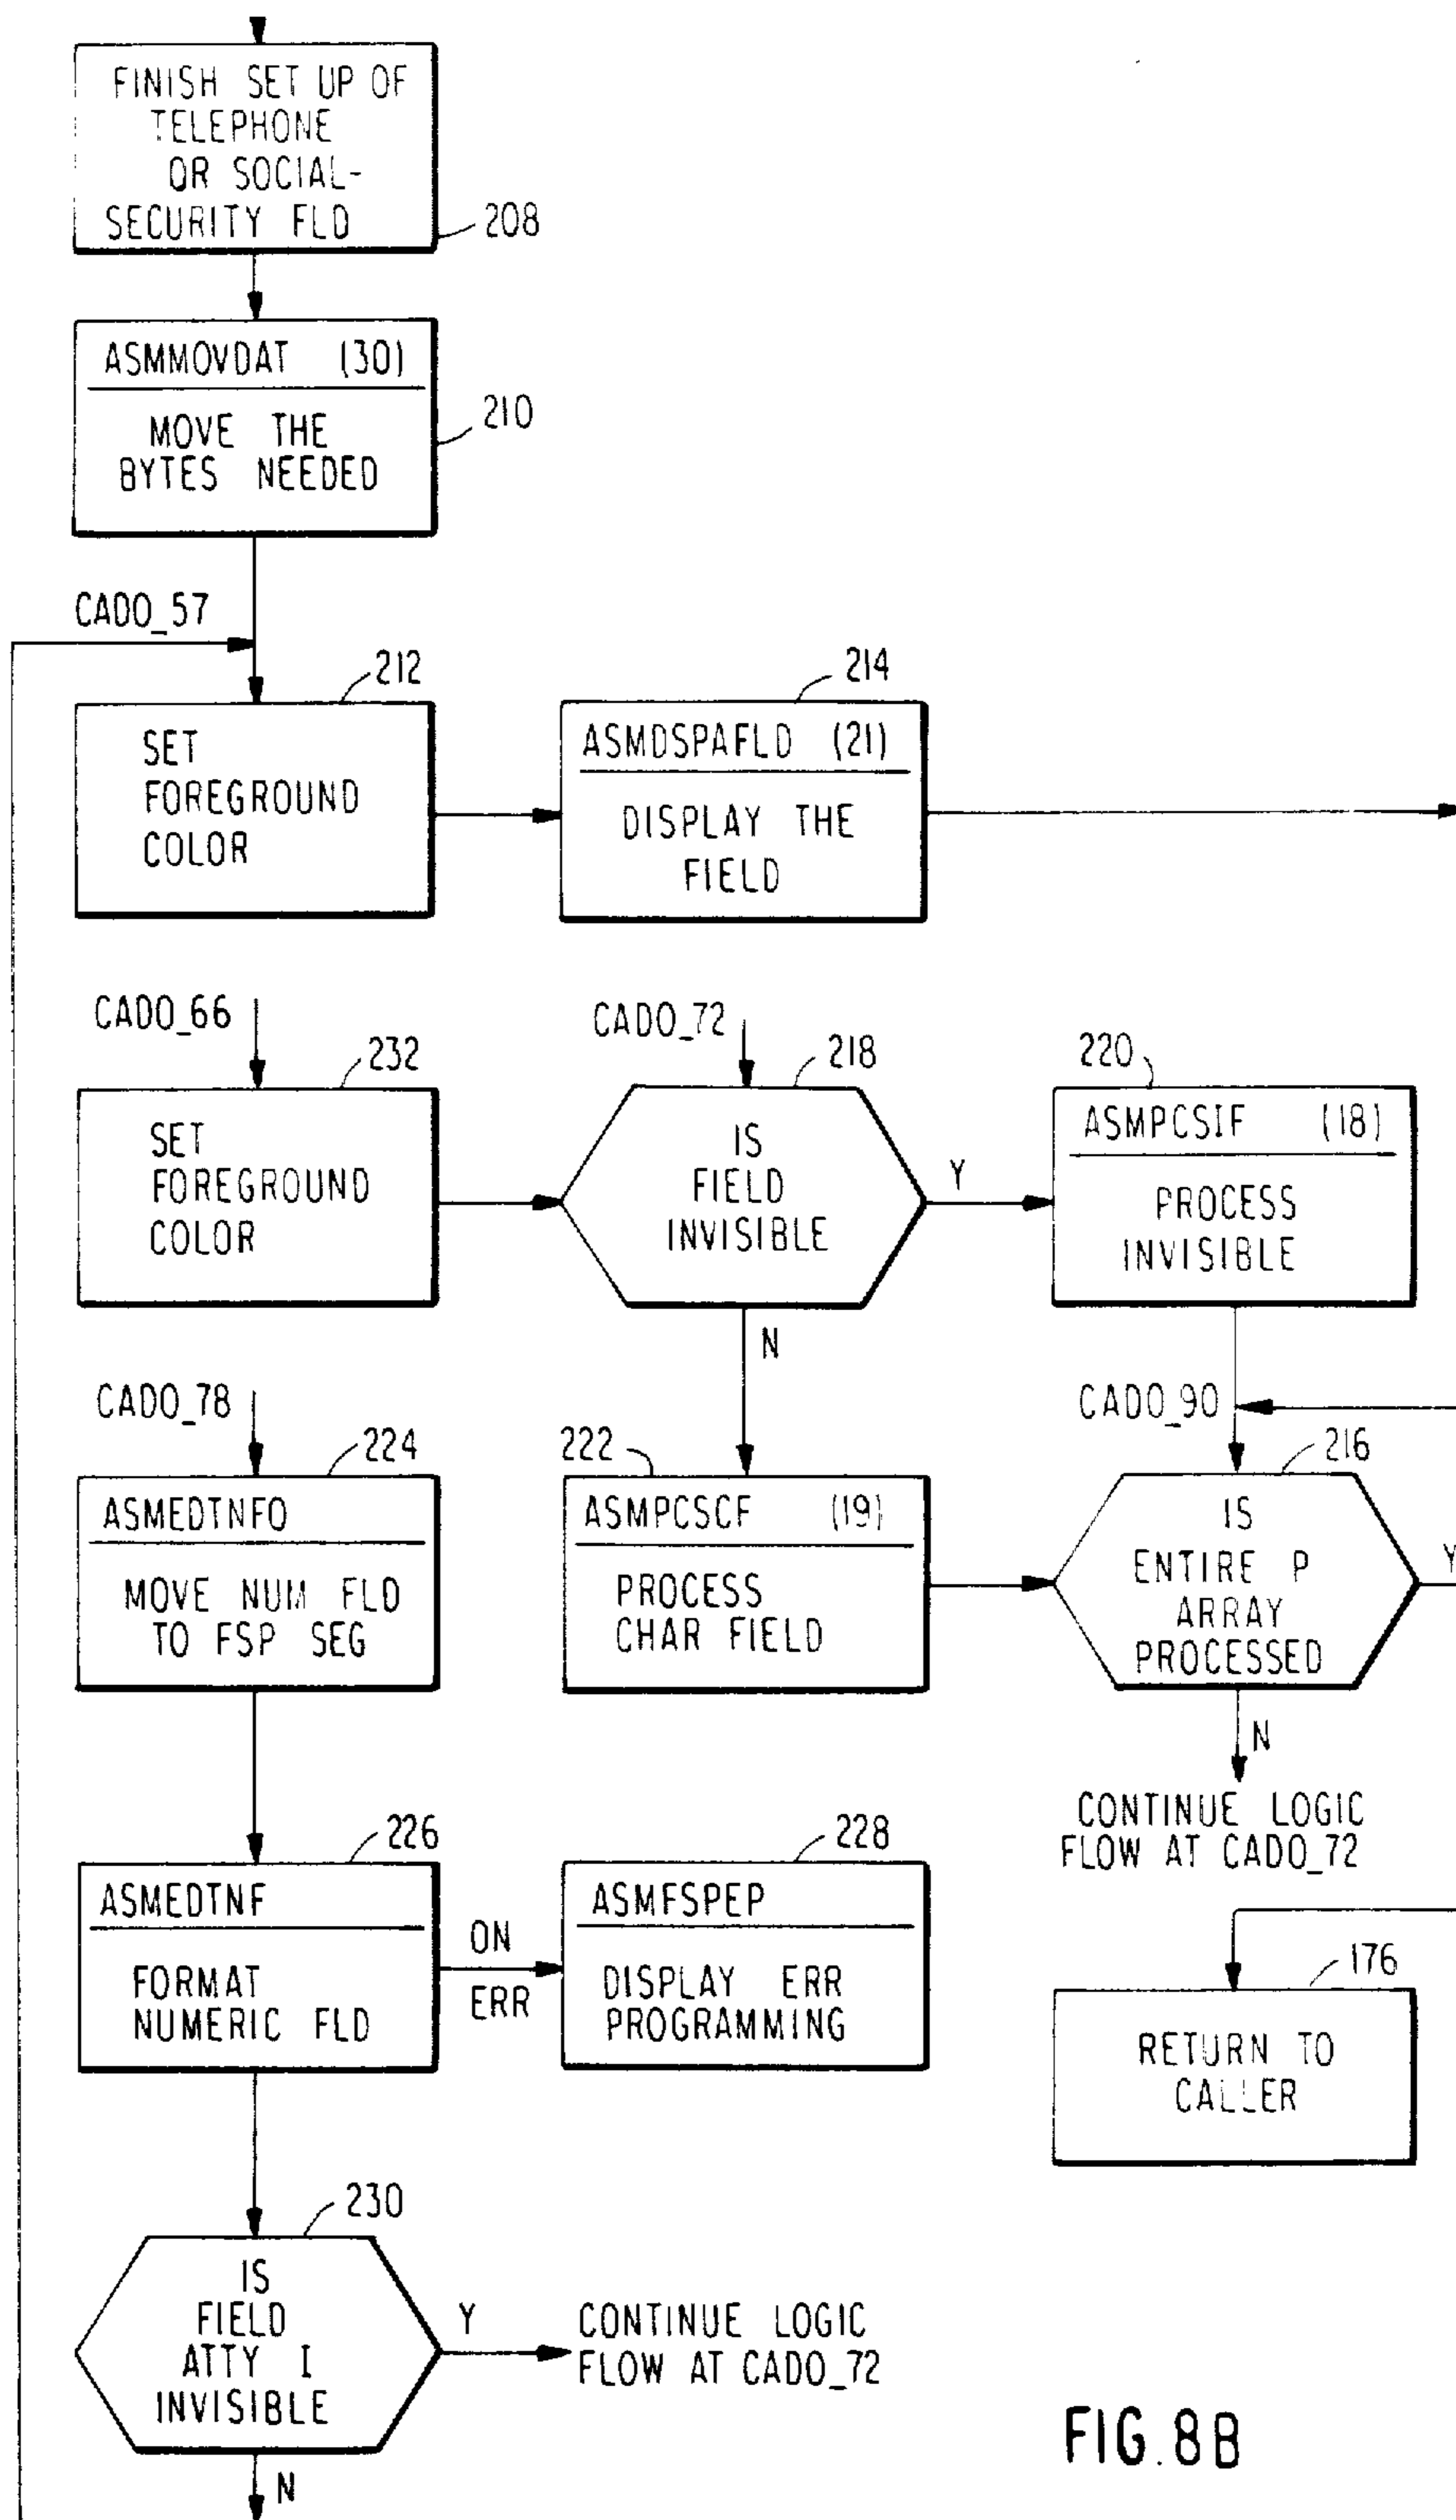 FINISH SET UP OF
TELEPHONE
OR SOCIAL-
SECURITY FLD
208
ASMMOVDAT (30)
MOVE THE
BYTES NEEDED
210
CADO_57
212
SET
FOREGROUND
COLOR
214
ASMDSPAFLD (21)
DISPLAY THE
FIELD
CADO_66
232
SET
FOREGROUND
COLOR
CADO_72
218
IS
FIELD
INVISIBLE
Y
N
220
ASMPCSIF (18)
PROCESS
INVISIBLE
CADO_78
224
ASMEDTNFO
MOVE NUM FLD
TO FSP SEG
222
ASMPCSCF (19)
PROCESS
CHAR FIELD
CADO_90
216
IS
ENTIRE P
ARRAY
PROCESSED
Y
N
CONTINUE LOGIC
FLOW AT CADO_72
226
ASMEDTNF
FORMAT
NUMERIC FLD
ON
ERR
228
ASMFSPEP
DISPLAY ERR
PROGRAMMING
176
RETURN TO
CALLER
230
IS
FIELD
ATTY I
INVISIBLE
Y
CONTINUE LOGIC
FLOW AT CADO_72
N
FIG. 8B